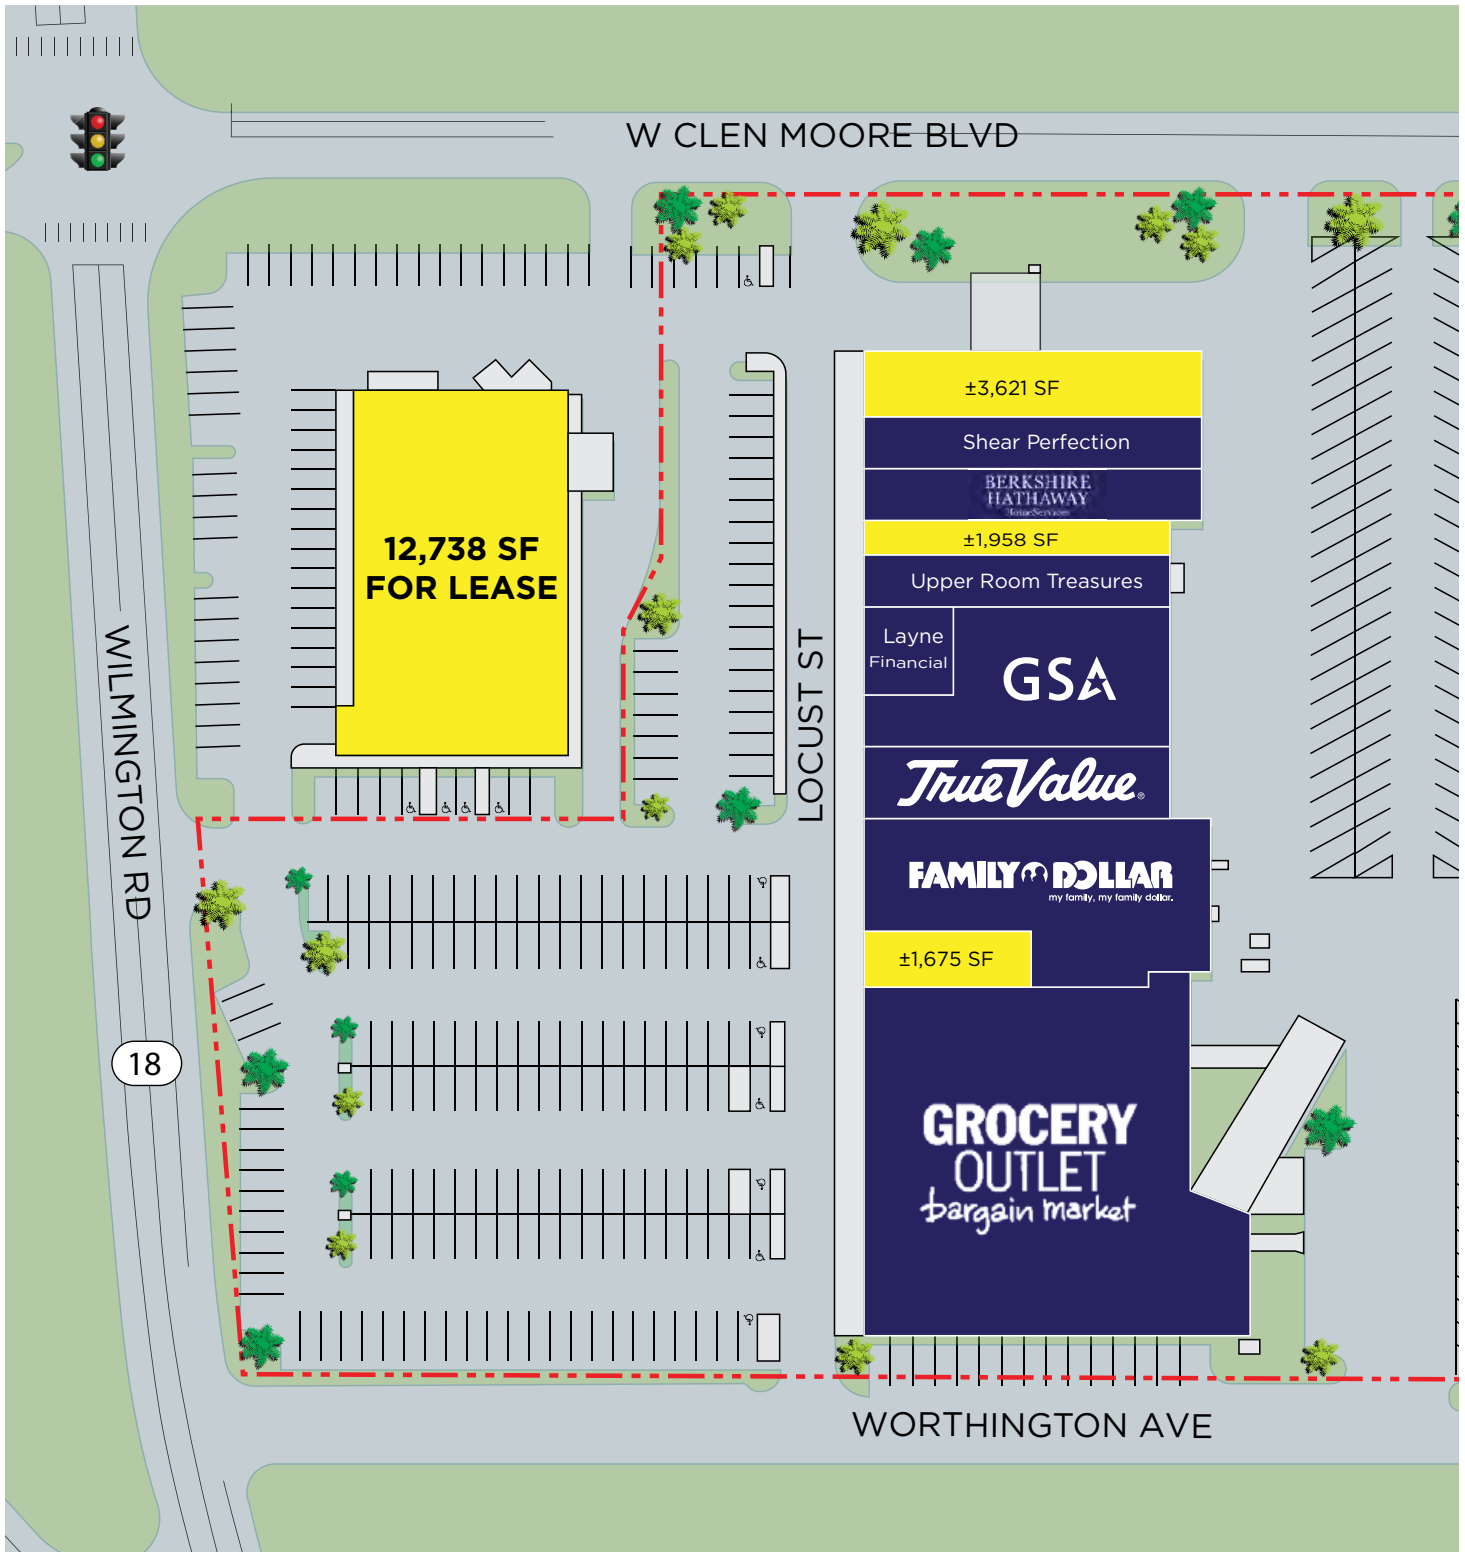 W CLEN MOORE BLVD
±3,621 SF
Shear Perfection
BERKSHIRE
HATHAWAY
HomeServices
±1,958 SF
12,738 SF
FOR LEASE
Upper Room Treasures
Layne
Financial
GSA
WILMINGTON RD
LOCUST ST
True Value®
FAMILY DOLLAR
my family, my family dollar.
±1,675 SF
18
GROCERY
OUTLET
bargain market
WORTHINGTON AVE